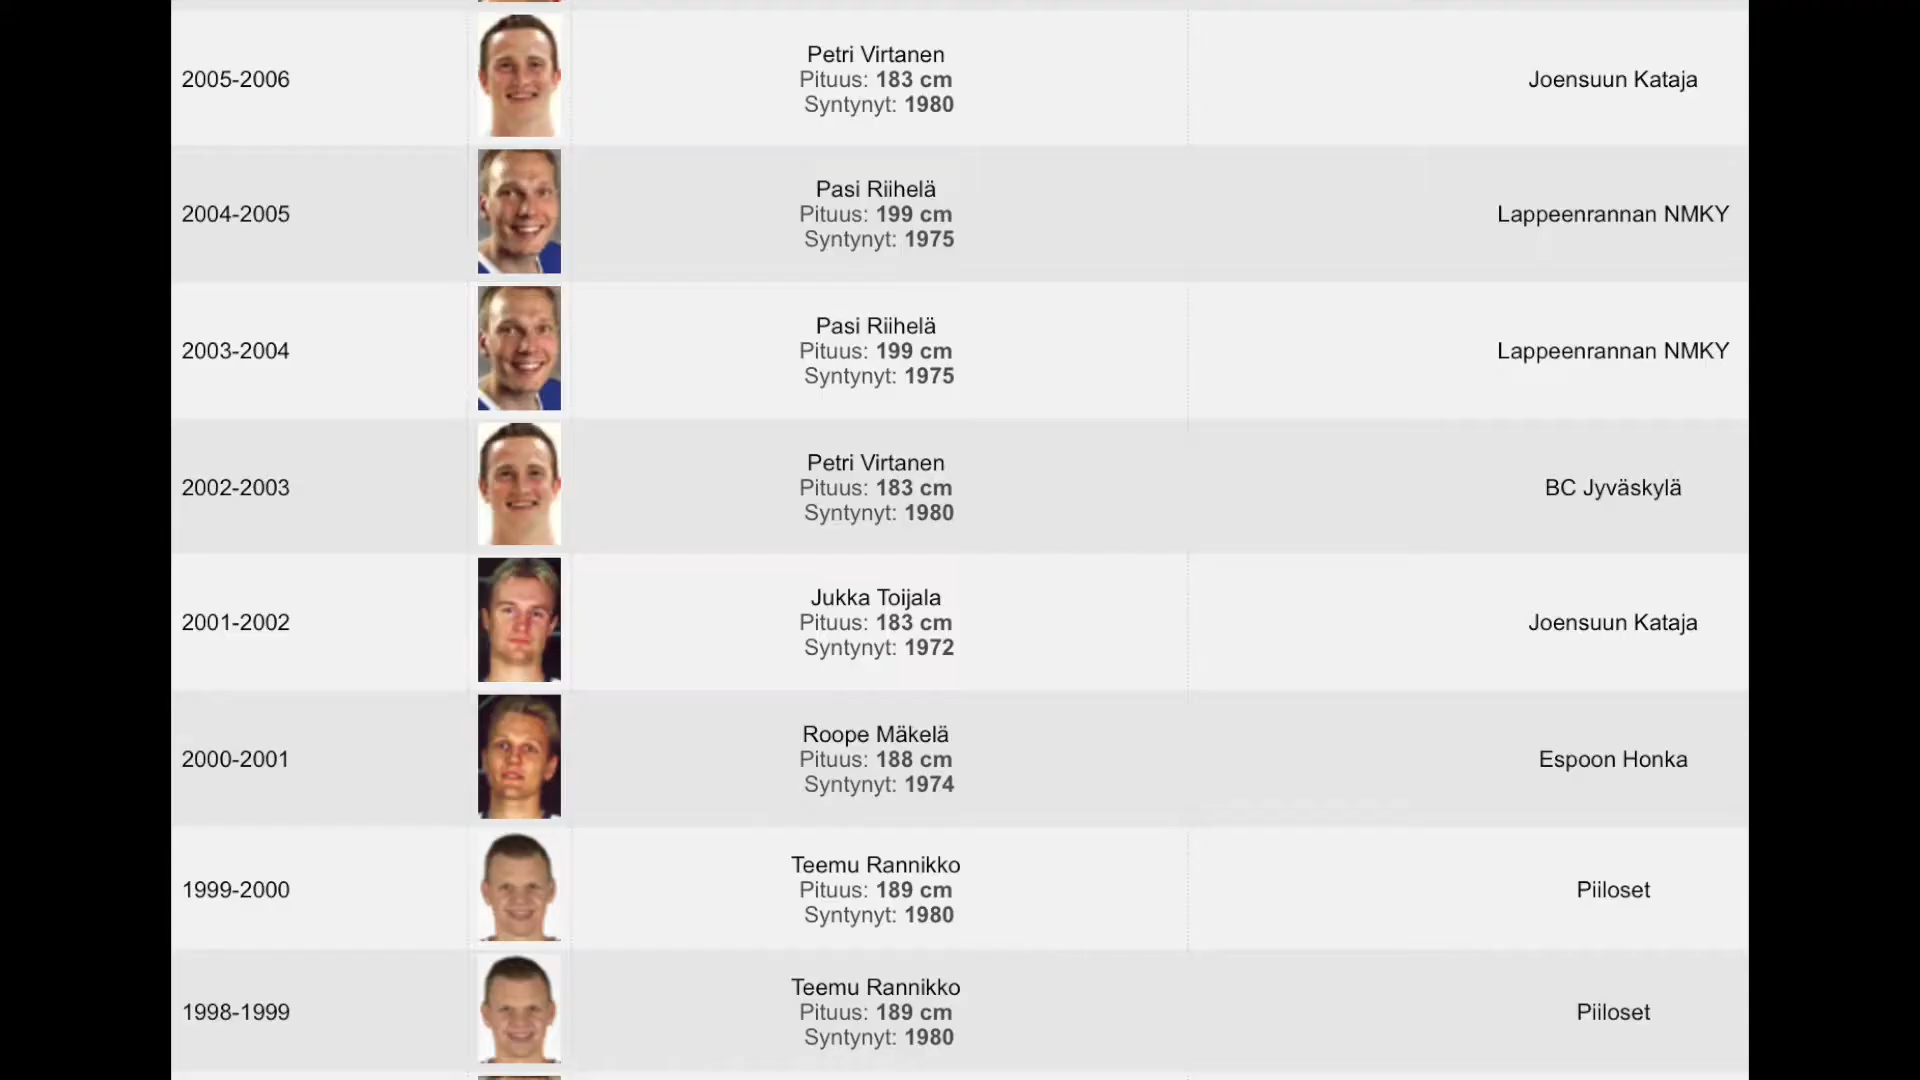 2005-2006
Petri Virtanen
Pituus: 183 cm
Syntynyt: 1980
Joensuun Kataja
2004-2005
Pasi Riihelä
Pituus: 199 cm
Syntynyt: 1975
Lappeenrannan NMKY
2003-2004
Pasi Riihelä
Pituus: 199 cm
Syntynyt: 1975
Lappeenrannan NMKY
2002-2003
Petri Virtanen
Pituus: 183 cm
Syntynyt: 1980
BC Jyväskylä
2001-2002
Jukka Toijala
Pituus: 183 cm
Syntynyt: 1972
Joensuun Kataja
2000-2001
Roope Mäkelä
Pituus: 188 cm
Syntynyt: 1974
Espoon Honka
1999-2000
Teemu Rannikko
Pituus: 189 cm
Syntynyt: 1980
Piiloset
1998-1999
Teemu Rannikko
Pituus: 189 cm
Syntynyt: 1980
Piiloset